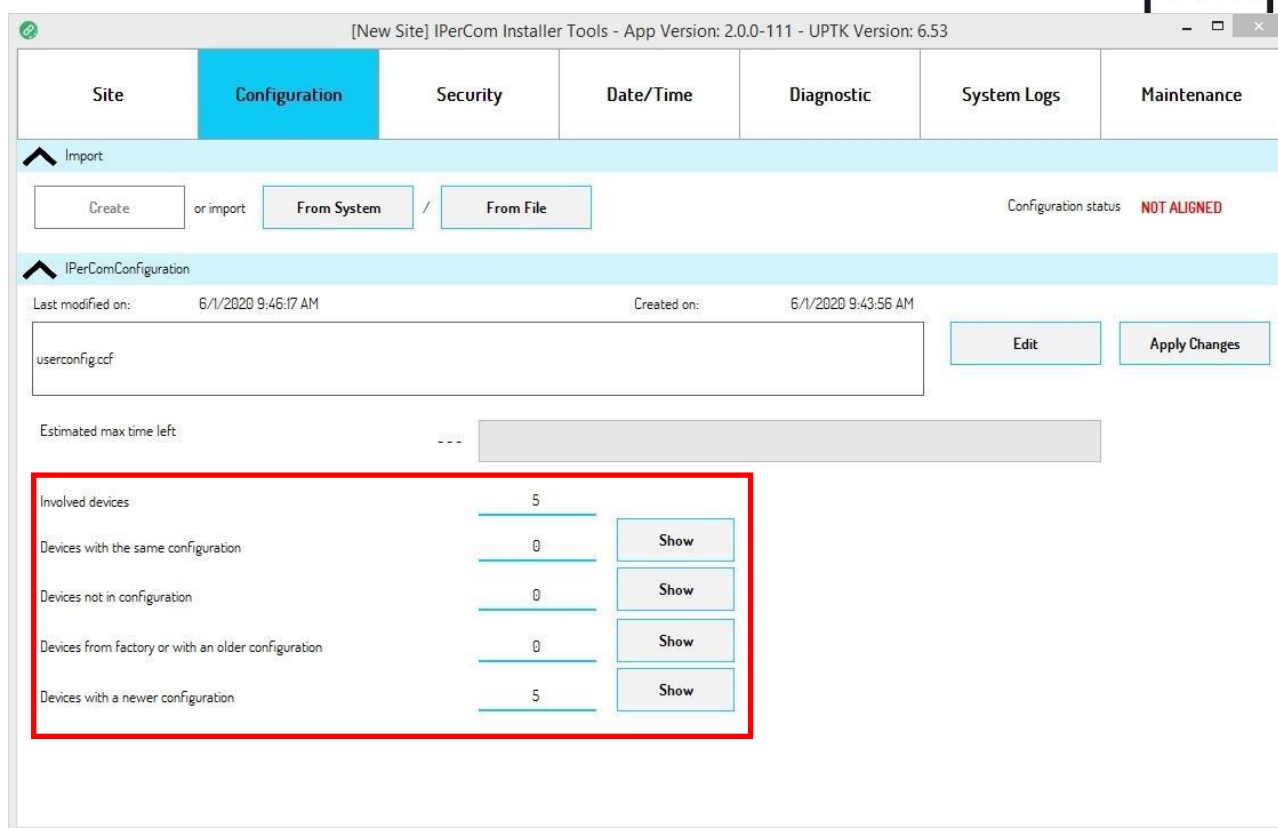 [New Site] IPerCom Installer Tools - App Version: 2.0.0-111 - UPTK Version: 6.53
Site Configuration Security Date/Time Diagnostic System Logs Maintenance
Import
Create or import From System / From File Configuration status NOT ALIGNED
IPerComConfiguration
Last modified on: 6/1/2020 9:46:17 AM Created on: 6/1/2020 9:43:56 AM
userconfig.ccf Edit Apply Changes
Estimated max time left ---
Involved devices 5
Devices with the same configuration 0 Show
Devices not in configuration 0 Show
Devices from factory or with an older configuration 0 Show
Devices with a newer configuration 5 Show